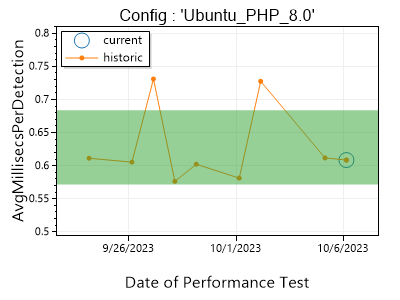 Config : 'Ubuntu_PHP_8.0'
current
historic
AvgMillisecsPerDetection
0.8
0.75
0.7
0.65
0.6
0.55
0.5
9/26/2023
10/1/2023
10/6/2023
Date of Performance Test